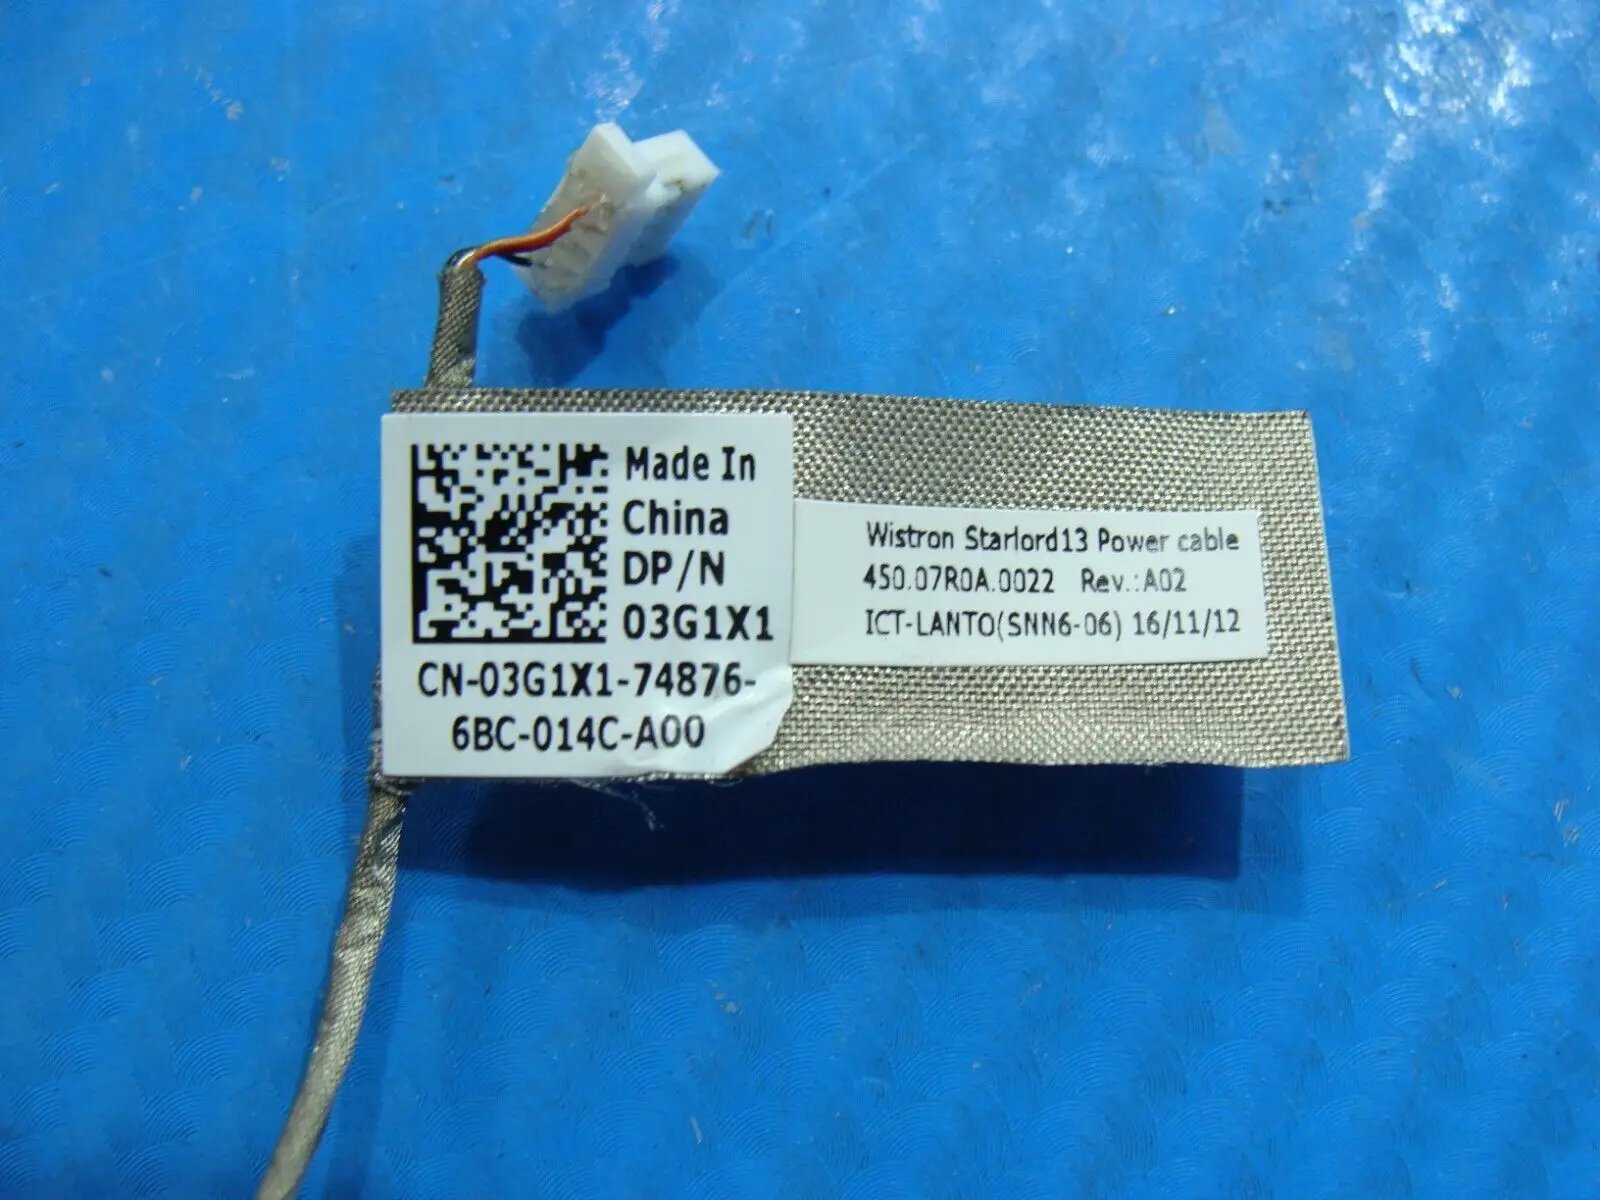 Made In
China
DP/N
03G1X1
CN-03G1X1-74876-
6BC-014C-A00
Wistron Starlord13 Power cable
450.07R0A.0022 Rev.:A02
ICT-LANTO(SNN6-06) 16/11/12